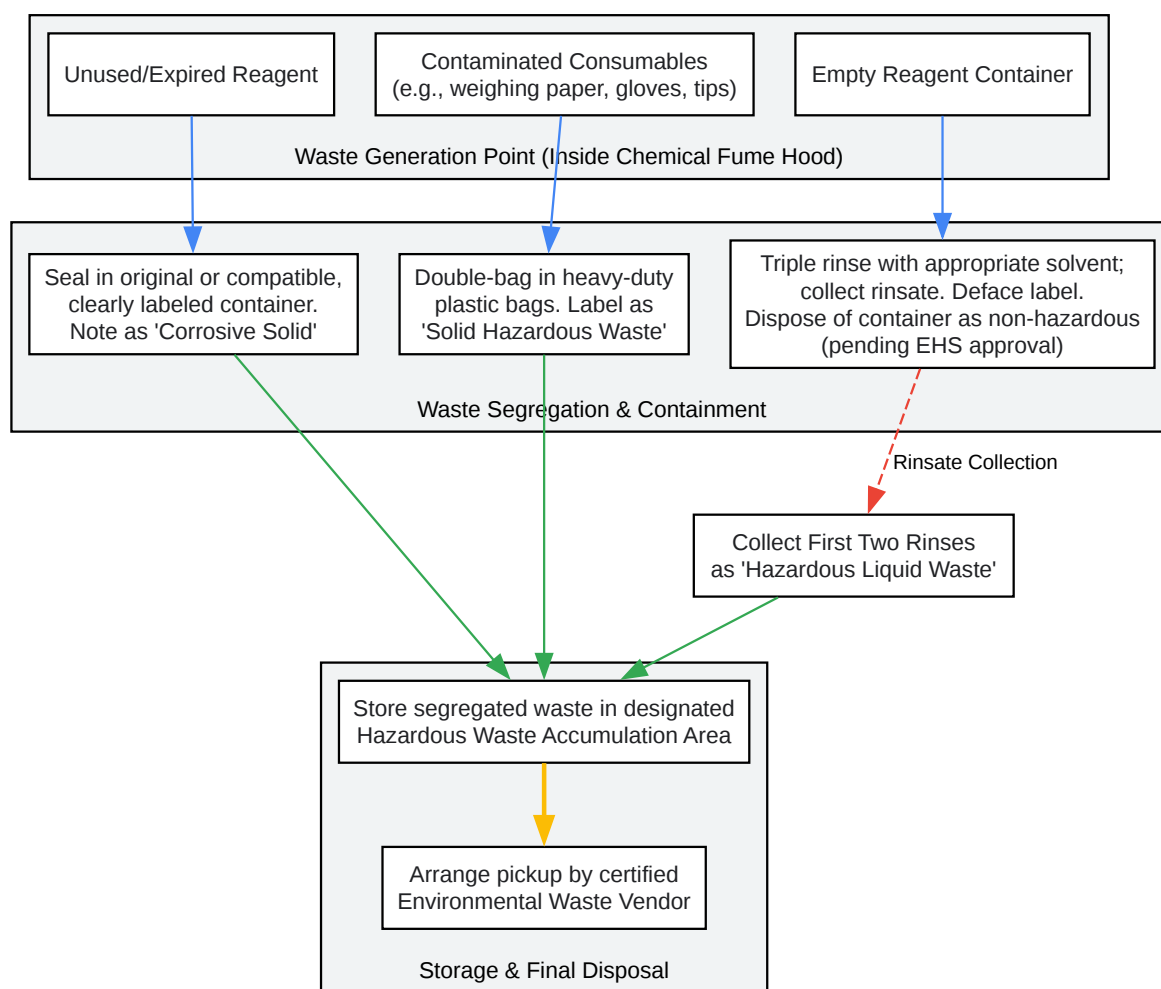 Unused/Expired Reagent
Contaminated Consumables
(e.g., weighing paper, gloves, tips)
Empty Reagent Container
Waste Generation Point (Inside Chemical Fume Hood)
Seal in original or compatible,
clearly labeled container.
Note as 'Corrosive Solid'
Double-bag in heavy-duty
plastic bags. Label as
'Solid Hazardous Waste'
Triple rinse with appropriate solvent;
collect rinsate. Deface label.
Dispose of container as non-hazardous
(pending EHS approval)
Waste Segregation & Containment
Rinsate Collection
Collect First Two Rinses
as 'Hazardous Liquid Waste'
Store segregated waste in designated
Hazardous Waste Accumulation Area
Arrange pickup by certified
Environmental Waste Vendor
Storage & Final Disposal